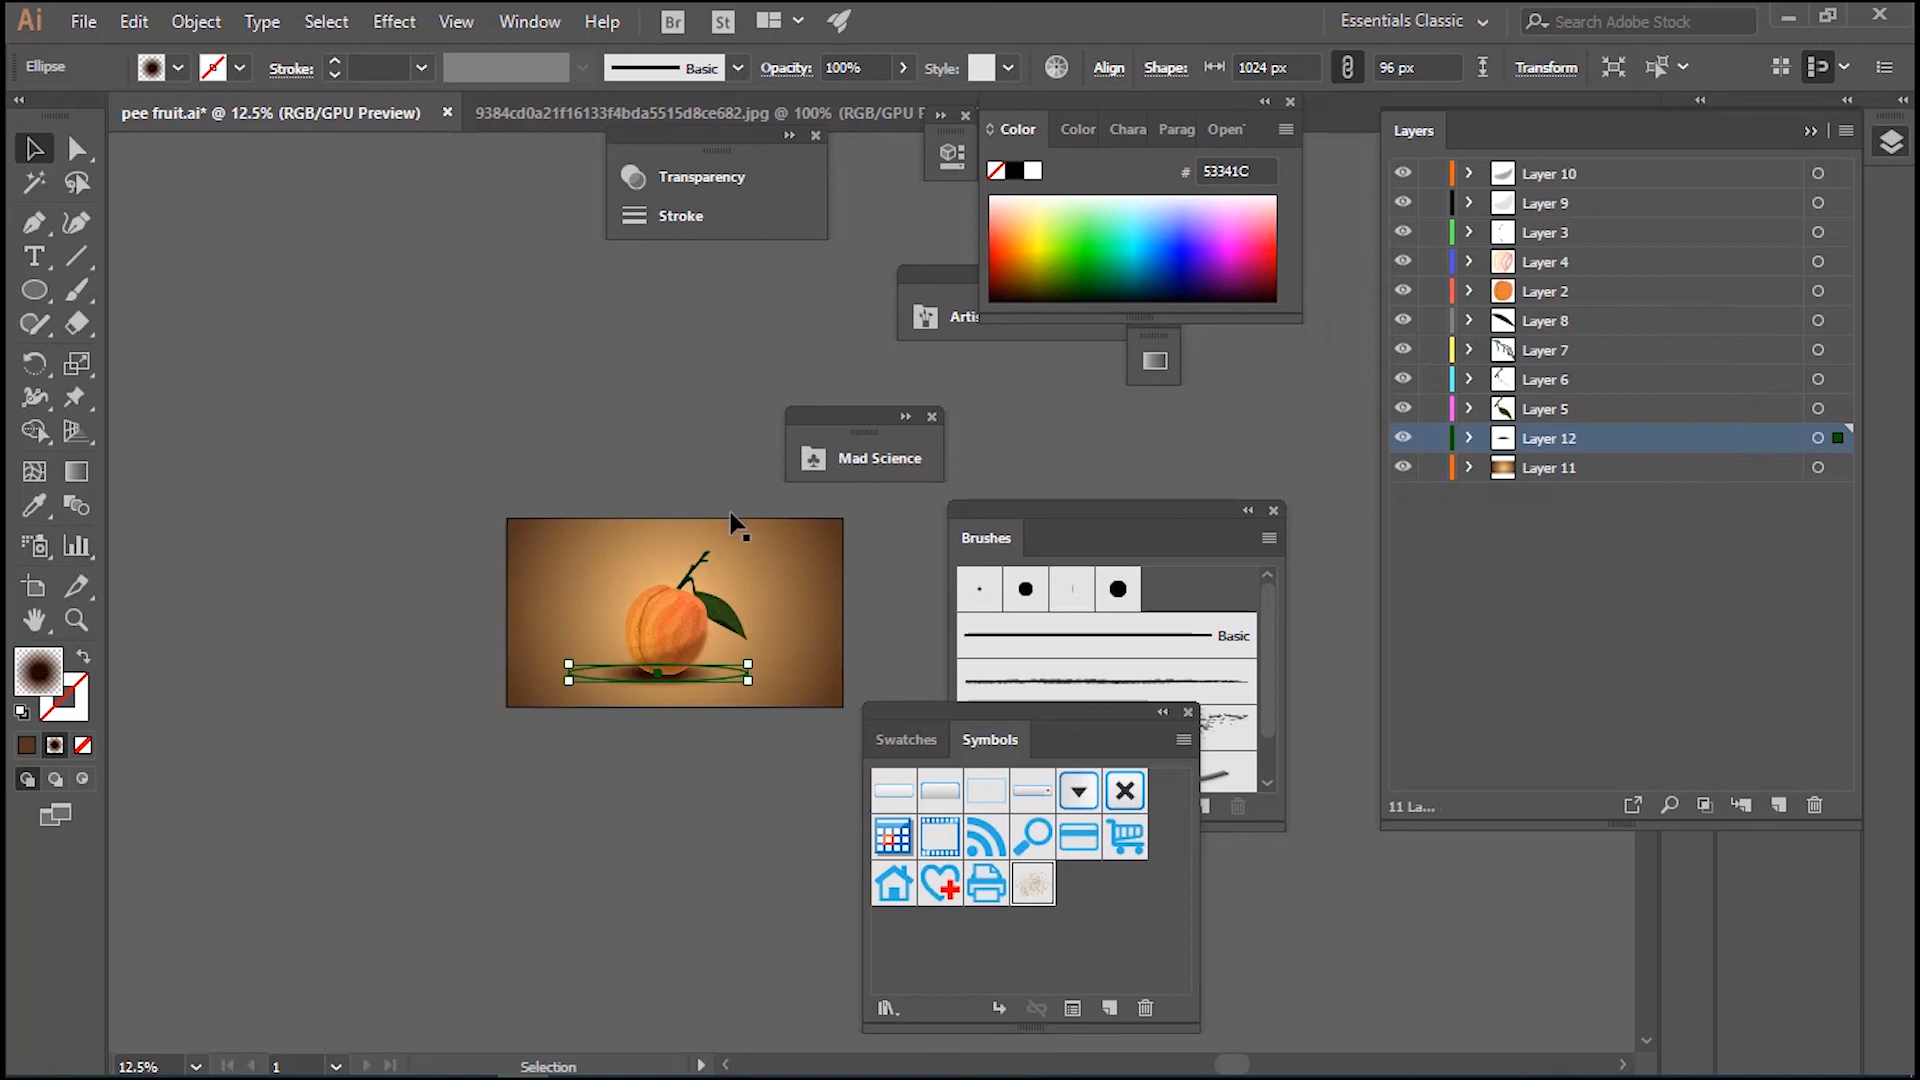 Ai File Edit Object Type Select Effect View Window Help Br St Essentials Classic Search Adobe Stock
Ellipse Stroke: Basic Opacity: 100% Style: Align Shape: 1024 px 96 px Transform
pee fruit.ai* @ 12.5% (RGB/GPU Preview) 9384cd0a21f16133f4bda5515d8ce682.jpg @ 100% (RGB/GPU P
Color Color Chara Parag Open
# 53341C
Transparency
Stroke
Artis
Mad Science
Brushes
Basic
Swatches Symbols
Layers
Layer 10
Layer 9
Layer 3
Layer 4
Layer 2
Layer 8
Layer 7
Layer 6
Layer 5
Layer 12
Layer 11
11 La...
12.5% 1 Selection